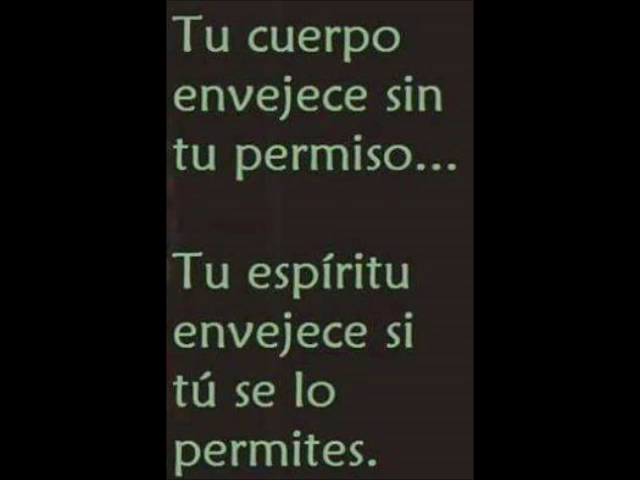 Tu cuerpo
envejece sin
tu permiso...
Tu espíritu
envejece si
tú se lo
permites.